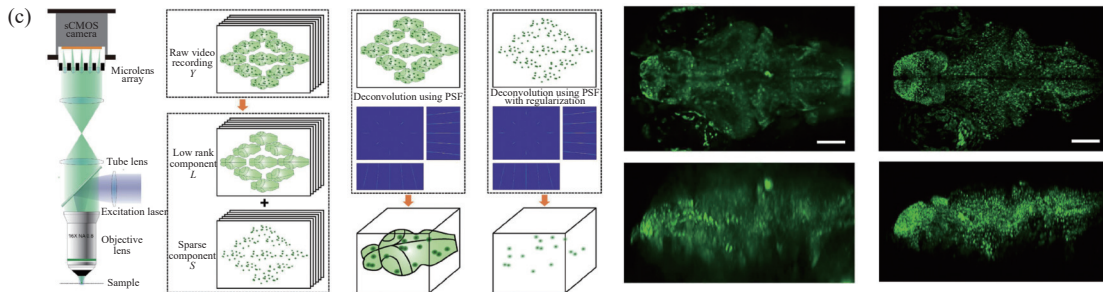 (c)
sCMOS
camera
Microlens
array
Tube lens
Excitation laser
Objective
lens
Sample
Raw video
recording
Y
Low rank
component
L
+
Sparse
component
S
Deconvolution using PSF
Deconvolution using PSF
with regularization